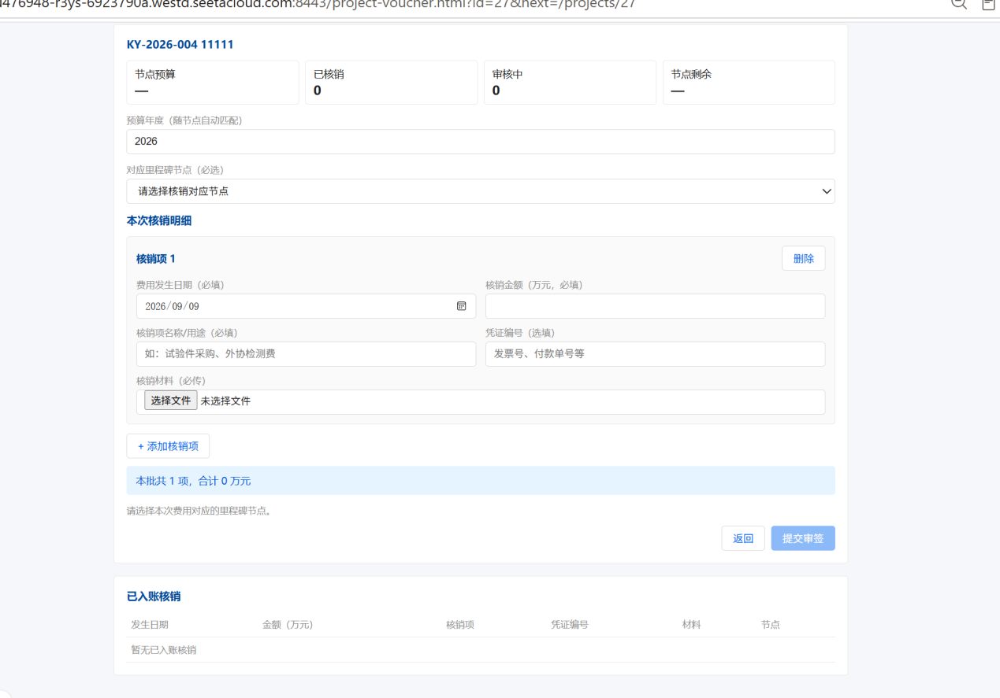 u476948-r3ys-6923790a.westd.seetacloud.com:8443/project-voucher.html?id=27&next=/projects/27
KY-2026-004 11111
节点预算 已核销 审核中 节点剩余
— 0 0 —
预算年度（随节点自动匹配）
2026
对应里程碑节点（必选）
请选择核销对应节点
本次核销明细
核销项 1 删除
费用发生日期（必填） 核销金额（万元，必填）
2026/09/09
核销项名称/用途（必填） 凭证编号（选填）
如：试验件采购、外协检测费 发票号、付款单号等
核销材料（必传）
选择文件 未选择文件
+ 添加核销项
本批共 1 项，合计 0 万元
请选择本次费用对应的里程碑节点。
返回 提交审签
已入账核销
发生日期 金额（万元） 核销项 凭证编号 材料 节点
暂无已入账核销